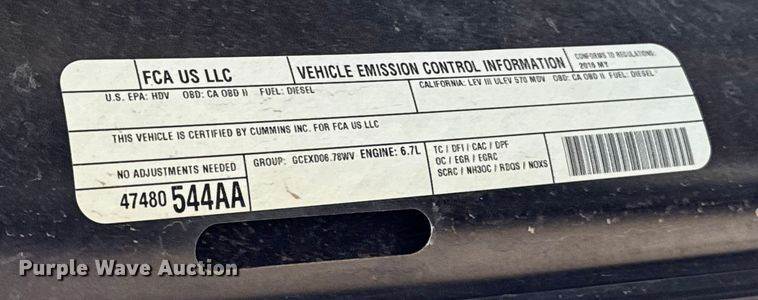 FCA US LLC
VEHICLE EMISSION CONTROL INFORMATION
CONFORMS TO REGULATIONS:
2016 MY
U.S. EPA: HDV OBD: CA OBD II FUEL: DIESEL
CALIFORNIA: LEV III ULEV 570 MDV OBD: CA OBD II FUEL: DIESEL
THIS VEHICLE IS CERTIFIED BY CUMMINS INC. FOR FCA US LLC
NO ADJUSTMENTS NEEDED
47480 544AA
GROUP: GCEXD06.78WV ENGINE: 6.7L
TC / DFI / CAC / DPF
OC / EGR / EGRC
SCRC / NH3OC / RDQS / NOXS
Purple Wave Auction